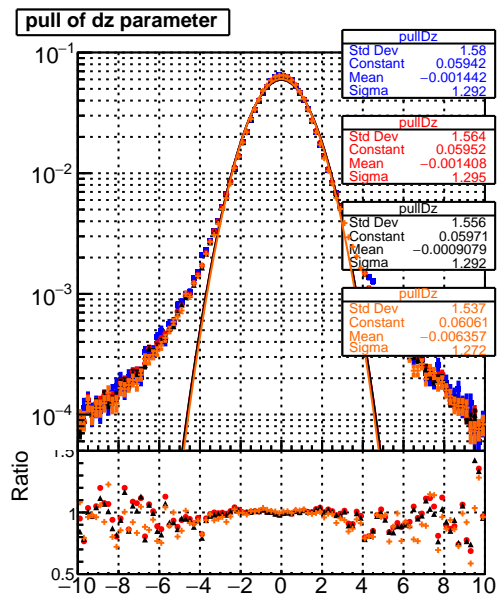 pull of dz parameter
pullDz
Std Dev 1.58
Constant 0.05942
Mean −0.001442
Sigma 1.292
pullDz
Std Dev 1.564
Constant 0.05952
Mean −0.001408
Sigma 1.295
pullDz
Std Dev 1.556
Constant 0.05971
Mean −0.0009079
Sigma 1.292
pullDz
Std Dev 1.537
Constant 0.06061
Mean −0.006357
Sigma 1.272
10−1
10−2
10−3
10−4
1.5
1
0.5
Ratio
−10 −8 −6 −4 −2 0 2 4 6 8 10